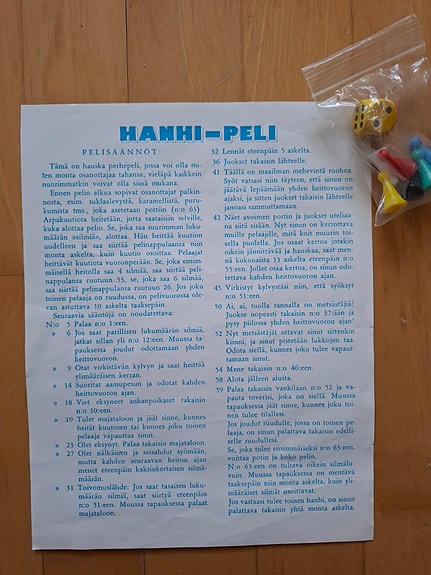 HANHI-PELI
PELISÄÄNNÖT:
Tämä on hauska perhepeli, jossa voi olla mi-
ten monta osanottajaa tahansa; vieläpä kaikkein
nuorimmatkin voivat olla siinä mukana.
Ennen pelin alkua sopivat osanottajat palkin-
nosta, esim. suklaalevystä, karamellista, puru-
kumista tms., joka asetetaan pottiin (n:o 63).
Arpakuutiota heitetään, jotta saataisiin selville,
kuka aloittaa pelin. Se, joka saa suurimman luku-
määrän silmiä, aloittaa. Hän heittää kuution
uudelleen ja saa siirtää pelinappulaansa niin
monta askelta, kuin kuutio osoittaa. Pelaajat
heittävät kuutiota vuoronperään. Se, joka ensim-
mäisellä heitolla saa 4 silmää, saa siirtää peli-
nappulansa ruutuun 53, se, joka saa 6 silmää,
saa siirtää pelinappulansa ruutuun 26. Jos joku
toinen pelaaja on ruudussa, on pelivuorossa ole-
van astuttava 10 askelta taaksepäin.
Seuraavia sääntöjä on noudatettava:
N:o 5 Palaa n:o 1:een.
» 6 Jos saat parillisen lukumäärän silmiä,
jatkat sillan yli n:o 12:een. Muussa ta-
pauksessa joudut odottamaan yhden
heittovuoron.
» 9 Otat virkistävän kylvyn ja saat heittää
ylimääräisen kerran.
» 14 Suoritat aamupesun ja odotat kahden
heittovuoron ajan.
» 18 Viet eksyneet ankanpoikaset takaisin
n:o 10:een.
» 19 Tulet majataloon ja jäät sinne, kunnes
heität kuutosen tai kunnes joku toinen
pelaaja vapauttaa sinut.
» 23 Olet eksynyt. Palaa takaisin majataloon.
» 27 Olet nälkäinen ja seisahdut syömään,
mutta kahden seuraavan heiton ajan
menet eteenpäin kaksinkertaisen silmä-
määrän.
» 31 Toivomuslähde: Jos saat tasaisen luku-
määrän silmiä, saat siirtyä eteenpäin
n:o 51:een. Muussa tapauksessa palaat
majataloon.
32 Lennät eteenpäin 5 askelta.
36 Juokset takaisin lähteelle.
41 Täällä on maailman mehevintä ruohoa.
Syöt vatsasi niin täyteen, että sinun on
jäätävä lepäämään yhden heittovuoron
ajaksi, ja sitten juokset takaisin lähteelle
janoasi sammuttamaan.
42 Näet avoimen portin ja juokset uteliaa-
na siitä sisään. Nyt sinun on kerrottava
muille pelaajille, mitä koit muurin toi-
sella puolella. Jos osaat kertoa jotakin
oikein jännittävää ja hauskaa, saat men-
nä kokonaista 13 askelta eteenpäin n:o
55:een. Jollet osaa kertoa, on sinun odo-
tettava kahden heittovuoron ajan.
45 Virkistyt kylvystäsi niin, että syöksyt
n:o 51:een.
50 Ai, ai, tuolla rannalla on metsästäjä!
Juokse nopeasti takaisin n:o 37:ään ja
pysy piilossa yhden heittovuoron ajan!
52 Nyt metsästäjät ottavat sinut sittenkin
kiinni, ja sinut pistetään lukkojen taa.
Odota siellä, kunnes joku tulee vapaut-
tamaan sinut.
54 Mene takaisin n:o 46:een.
58 Alota jälleen alusta.
59 Palaa takaisin vankilaan n:o 52 ja va-
pauta toverisi, joka on siellä. Muussa
tapauksessa jäät sinne, kunnes joku toi-
nen tulee tilallesi.
Jos joudut ruudulle, jossa on toinen pe-
laaja, on sinun palattava takaisin edelli-
selle ruudullesi.
Se, joka tulee ensimmäiseksi n:o 63:een,
voittaa potin ja koko pelin.
N:o 63:een on tultava oikein silmälu-
vuin. Muussa tapauksessa on mentävä
taaksepäin niin monta askelta, kuin yli-
määräiset silmät osoittavat.
Jos vastaasi tulee toinen hanhi, on sinun
palattava takaisin yhtä monta askelta.